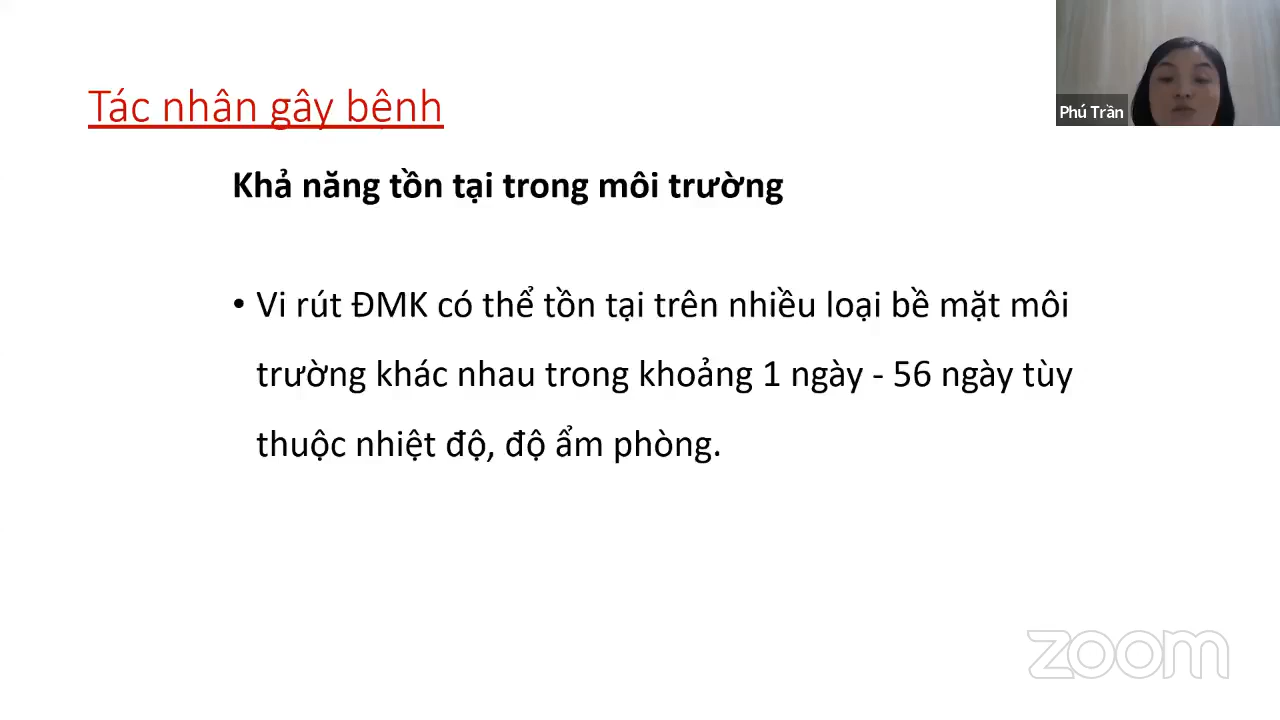 Tác nhân gây bệnh
Phú Trần
Khả năng tồn tại trong môi trường
• Vi rút ĐMK có thể tồn tại trên nhiều loại bề mặt môi
trường khác nhau trong khoảng 1 ngày - 56 ngày tùy
thuộc nhiệt độ, độ ẩm phòng.
zoom